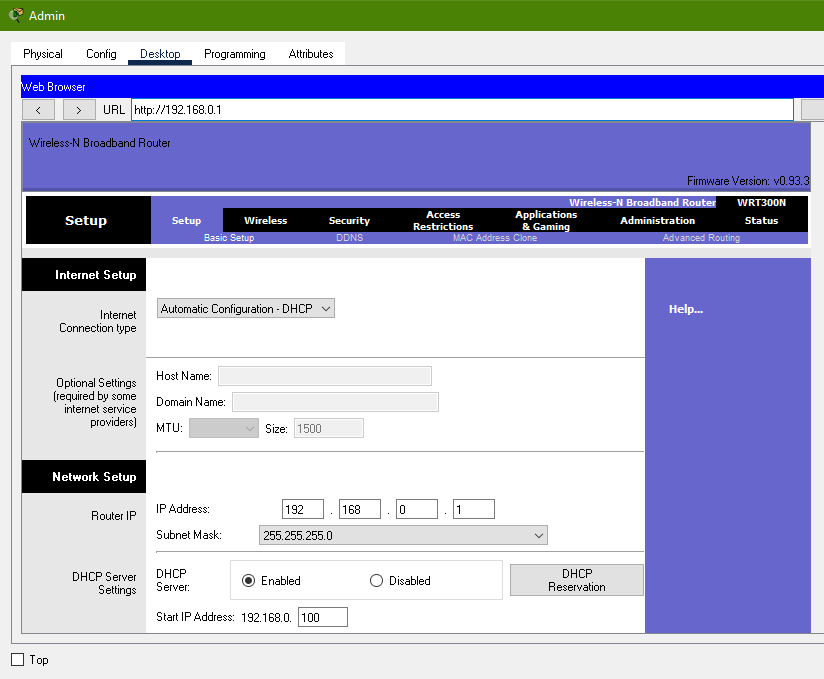 Admin
Physical Config Desktop Programming Attributes
Web Browser
< > URL http://192.168.0.1
Wireless-N Broadband Router
Firmware Version: v0.93.3
Wireless-N Broadband Router WRT300N
Setup
Setup Wireless Security Access Restrictions Applications & Gaming Administration Status
Basic Setup DDNS MAC Address Clone Advanced Routing
Internet Setup
Internet Connection type
Automatic Configuration - DHCP
Help...
Optional Settings (required by some internet service providers)
Host Name:
Domain Name:
MTU: Size: 1500
Network Setup
Router IP
IP Address: 192 . 168 . 0 . 1
Subnet Mask: 255.255.255.0
DHCP Server Settings
DHCP Server: Enabled Disabled DHCP Reservation
Start IP Address: 192.168.0. 100
Top